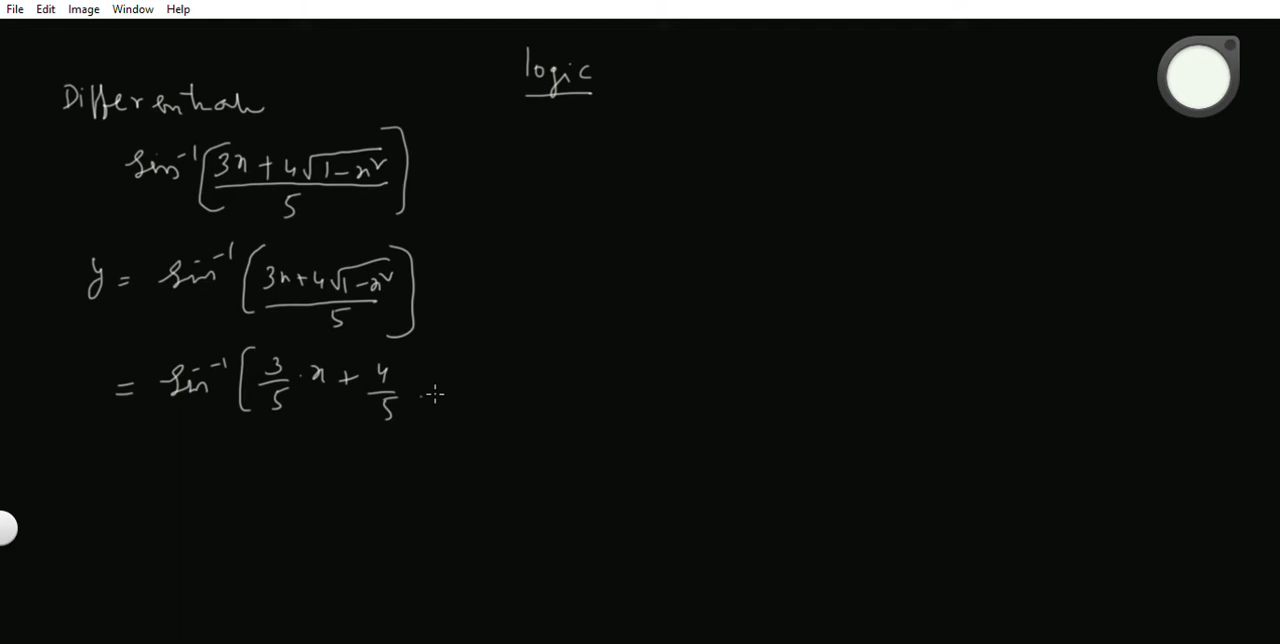 File Edit Image Window Help
logic
Differentiate
sin⁻¹[(3x + 4√(1-x²))/5]
y = sin⁻¹[(3x+4√(1-x²))/5]
= sin⁻¹[3/5 · x + 4/5 ·